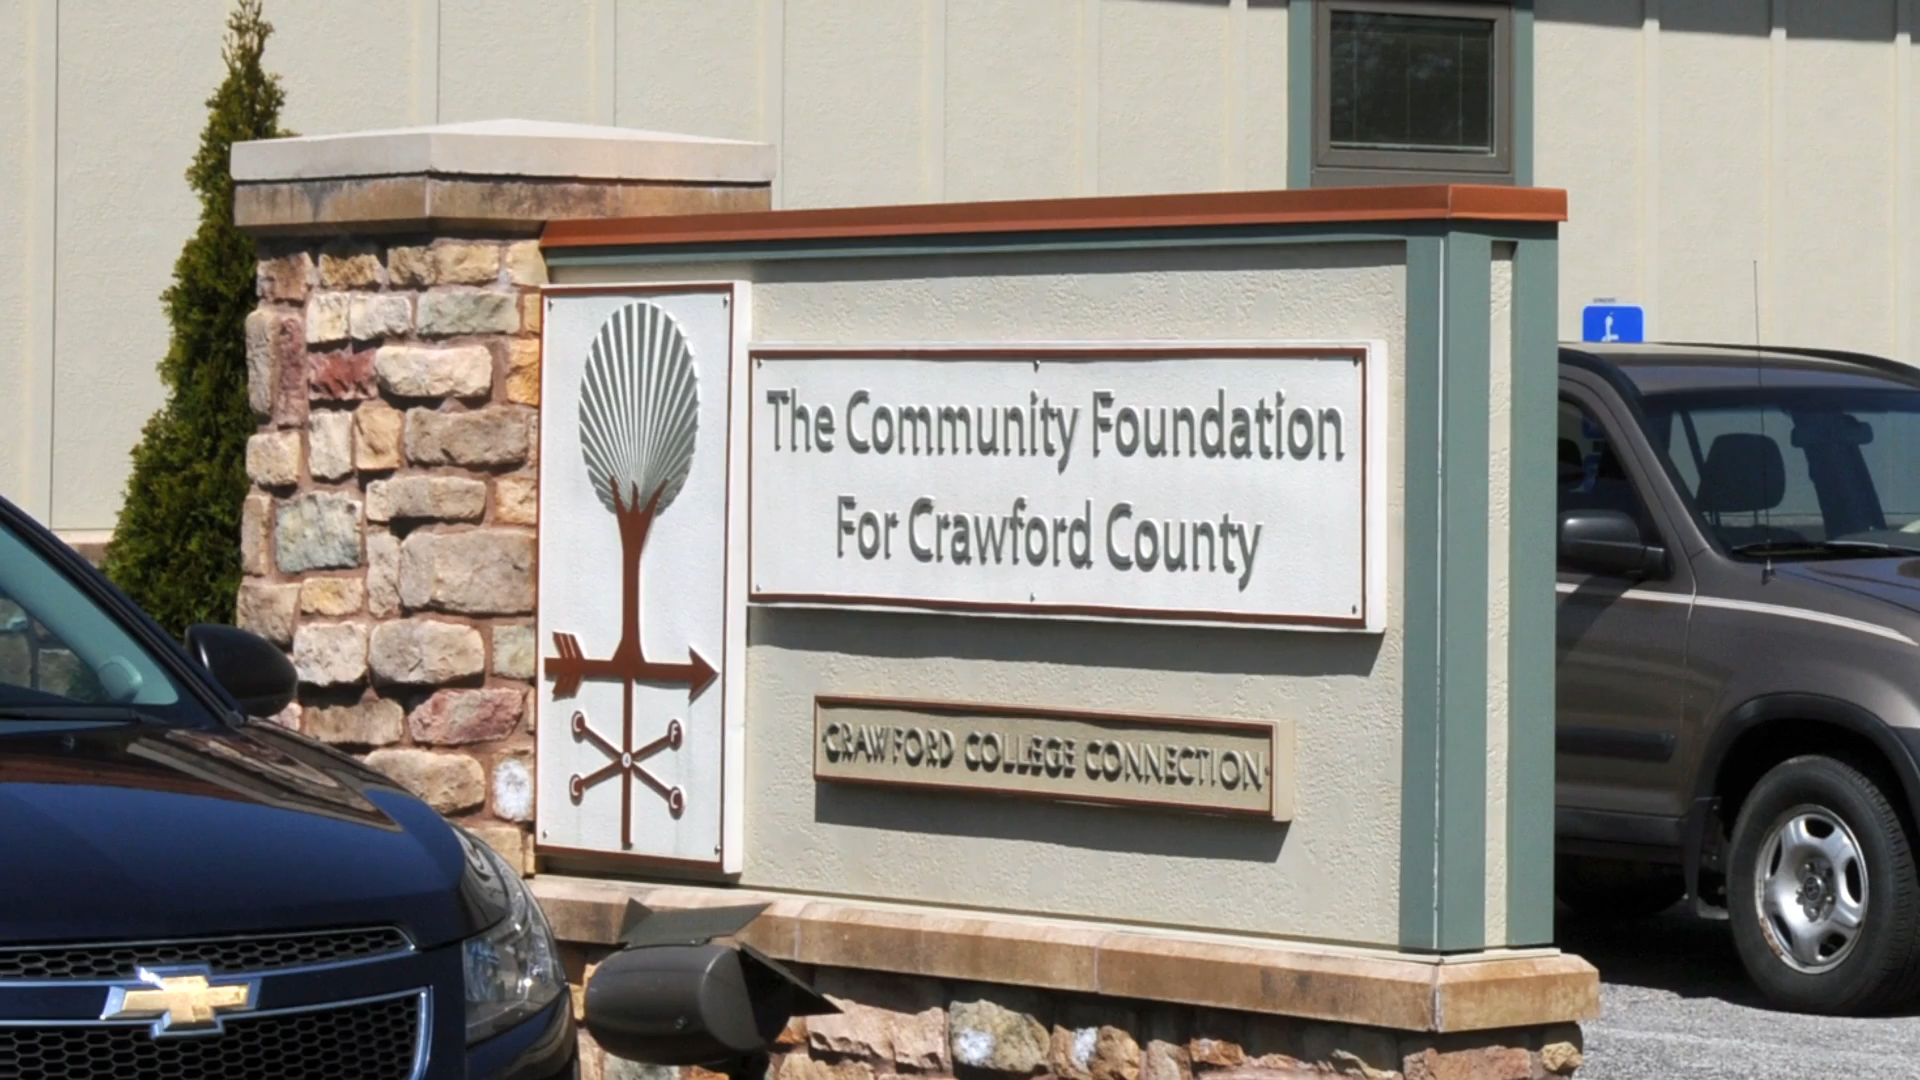 The Community Foundation
For Crawford County
CRAWFORD COLLEGE CONNECTION
F
C
C